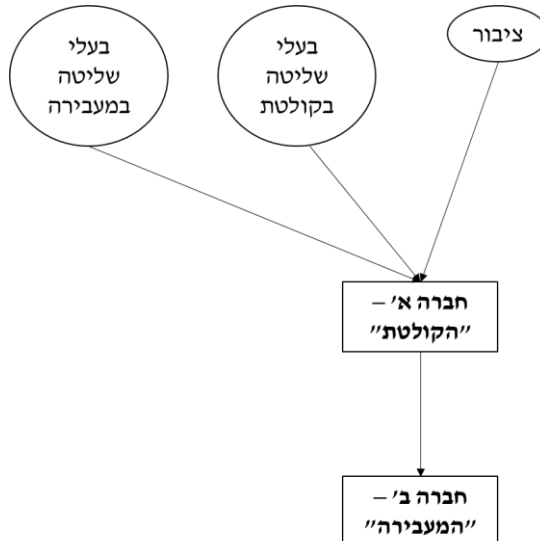 ציבור
בעלי
שליטה
בקולטת
בעלי
שליטה
במעבירה
חברה א' –
"הקולטת"
חברה ב' –
"המעבירה"